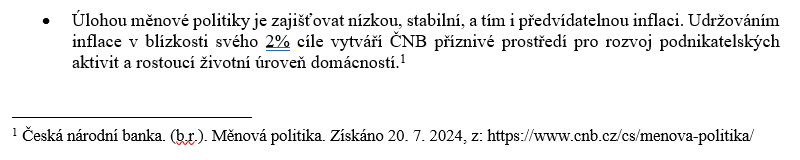 • Úlohou měnové politiky je zajišťovat nízkou, stabilní, a tím i předvídatelnou inflaci. Udržováním
inflace v blízkosti svého 2% cíle vytváří ČNB příznivé prostředí pro rozvoj podnikatelských
aktivit a rostoucí životní úroveň domácností.¹
¹ Česká národní banka. (b.r.). Měnová politika. Získáno 20. 7. 2024, z: https://www.cnb.cz/cs/menova-politika/